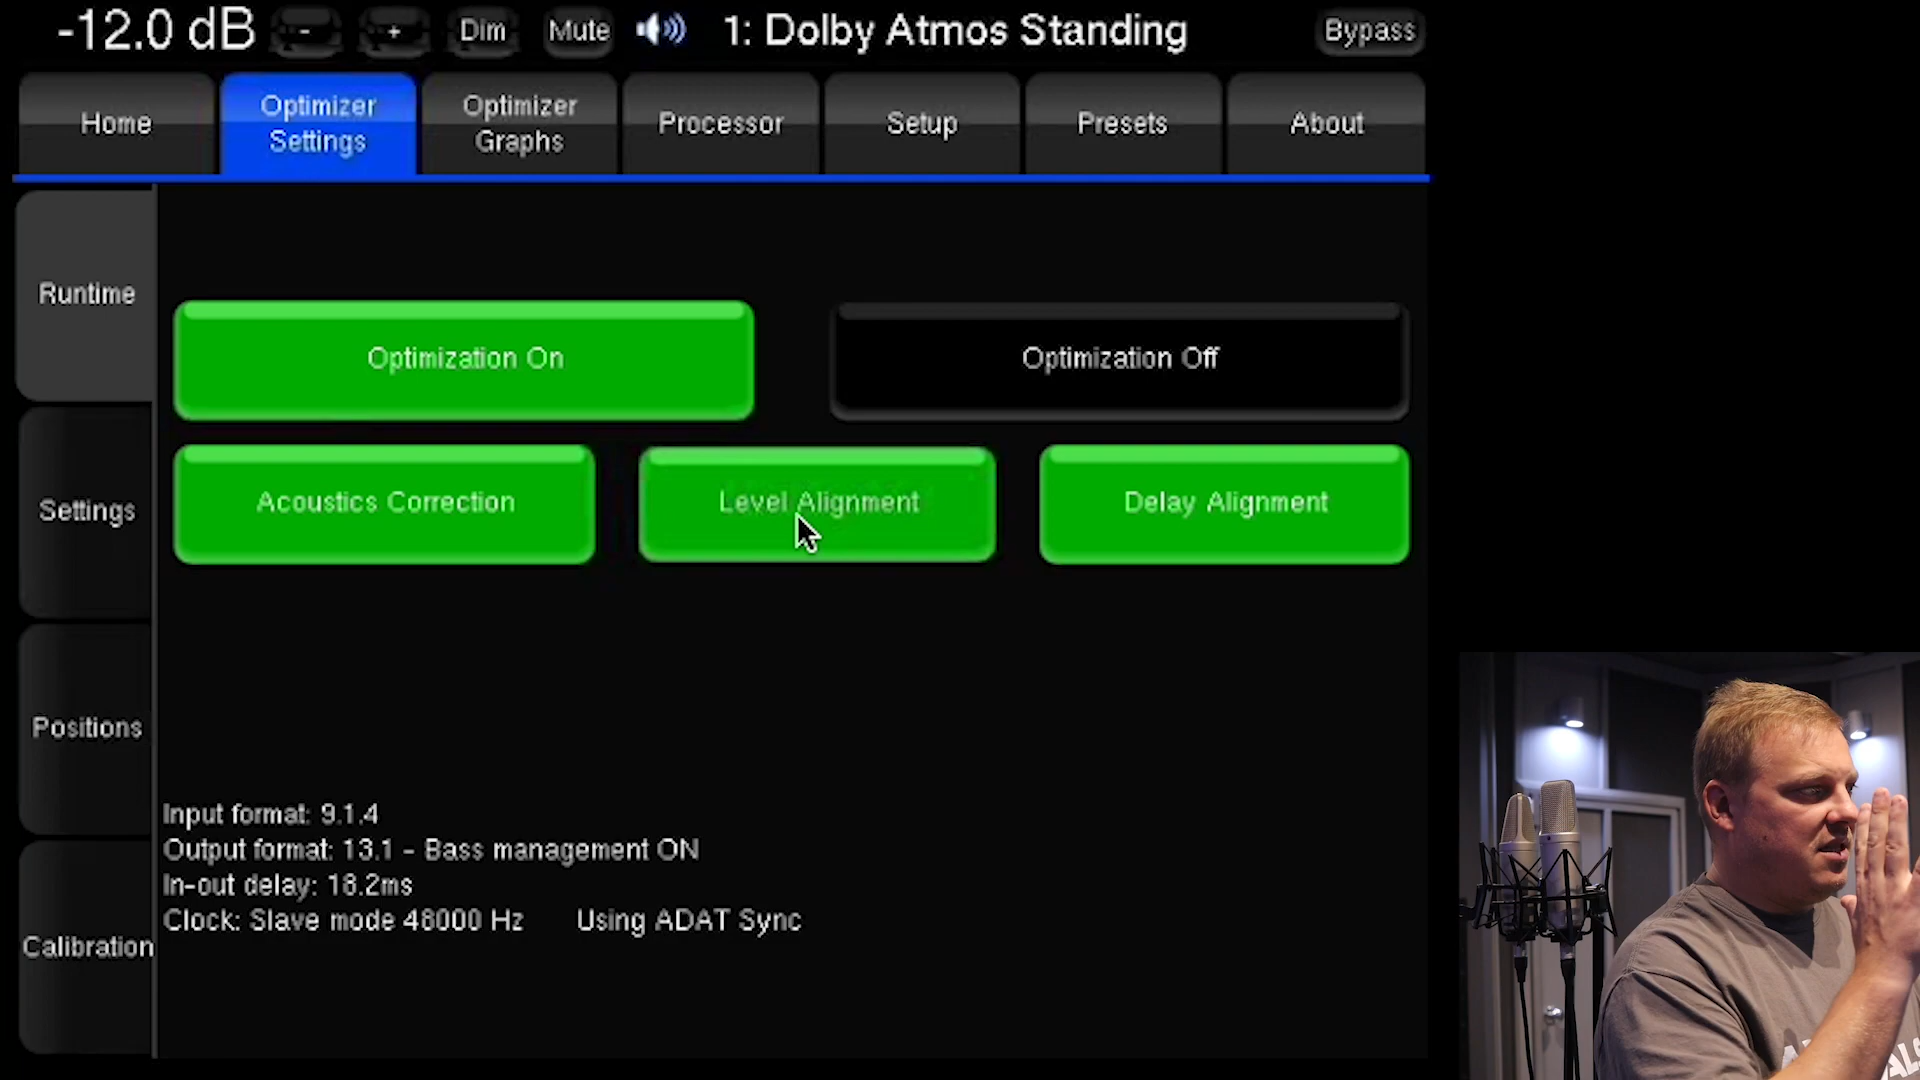 -12.0 dB - + Dim Mute 1: Dolby Atmos Standing Bypass
Home
Optimizer Settings
Optimizer Graphs
Processor
Setup
Presets
About
Runtime
Settings
Positions
Calibration
Optimization On
Optimization Off
Acoustics Correction
Level Alignment
Delay Alignment
Input format: 9.1.4
Output format: 13.1 - Bass management ON
In-out delay: 18.2ms
Clock: Slave mode 48000 Hz Using ADAT Sync